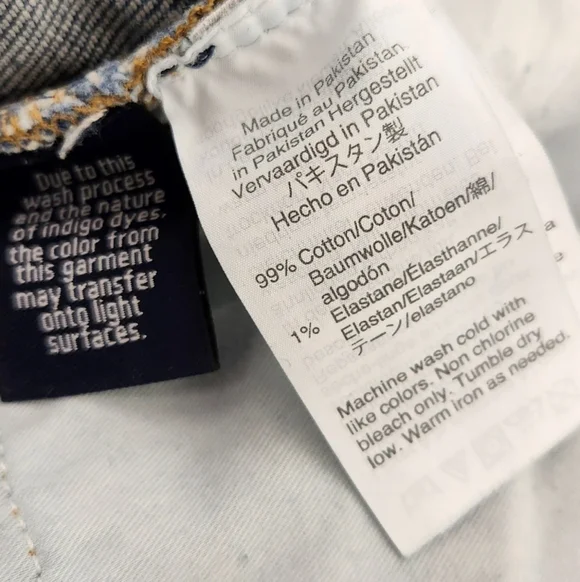 Due to this
wash process
and the nature
of indigo dyes,
the color from
this garment
may transfer
onto light
surfaces.
Made in Pakistan
Fabriqué au Pakistan
in Pakistan Hergestellt
Vervaardigd in Pakistan
パキスタン製
Hecho en Pakistán
99% Cotton/Coton/
Baumwolle/Katoen/綿/
algodón
1% Elastane/Élasthanne/
Elastan/Elastaan/エラス
テーン/elastano
Machine wash cold with
like colors. Non chlorine
bleach only. Tumble dry
low. Warm iron as needed.